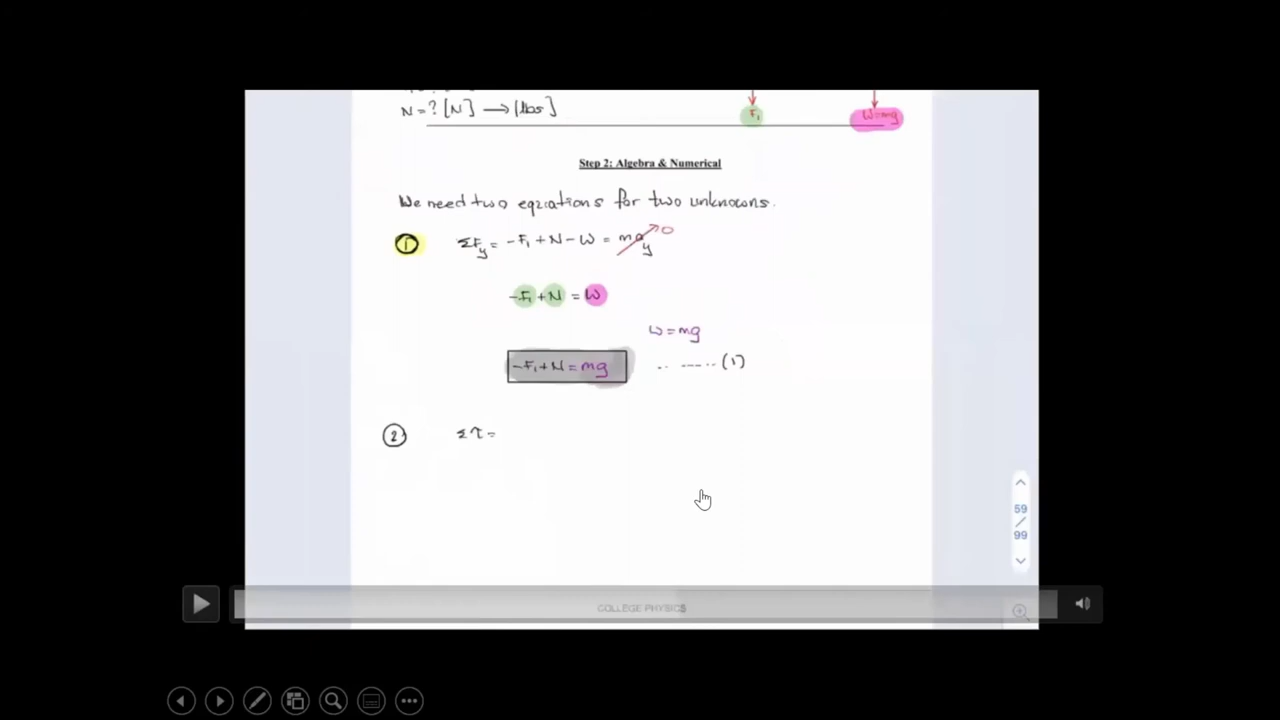 N = ? [N] → [lbs]
F₁
W=mg
Step 2: Algebra & Numerical
We need two equations for two unknowns.
① ΣFy = -F₁ + N - W = may 0
-F₁ + N = W
W = mg
-F₁ + N = mg .. ---- .. (1)
② Στ =
59
/
99
COLLEGE PHYSICS